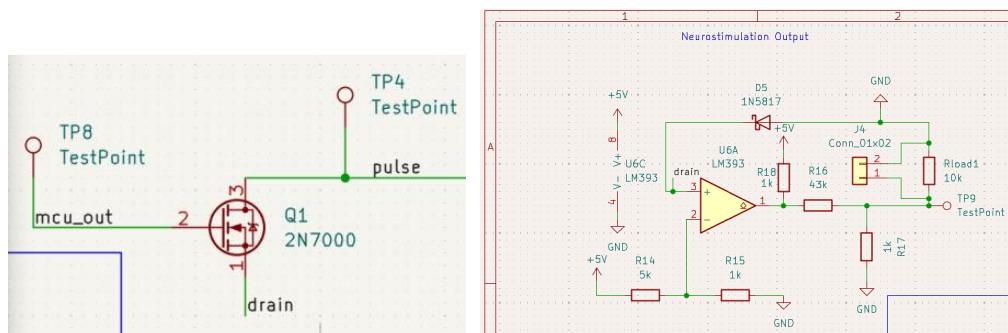 TP8
TestPoint
TP4
TestPoint
pulse
mcu_out
2
3
1
Q1
2N7000
drain
1
2
Neurostimulation Output
A
+5V
8
V+
V-
4
GND
U6C
LM393
D5
1N5817
GND
+5V
U6A
LM393
drain
3
+
2
-
1
R18
1k
R16
43k
J4
Conn_01x02
2
1
Rload1
10k
TP9
TestPoint
1k
R17
GND
+5V
R14
5k
R15
1k
GND